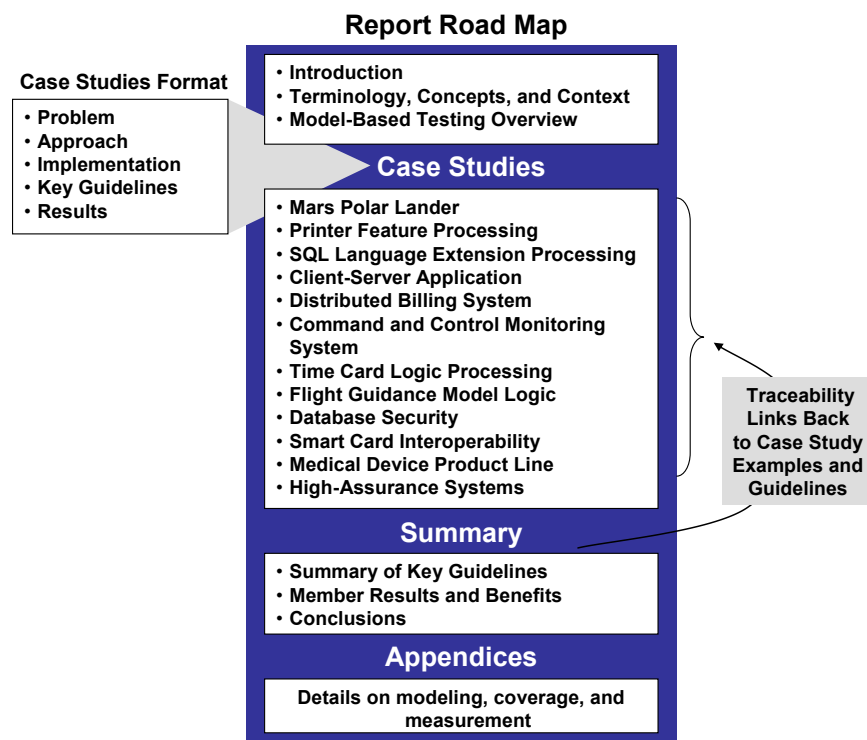 Report Road Map
Case Studies Format
• Problem
• Approach
• Implementation
• Key Guidelines
• Results
• Introduction
• Terminology, Concepts, and Context
• Model-Based Testing Overview
Case Studies
• Mars Polar Lander
• Printer Feature Processing
• SQL Language Extension Processing
• Client-Server Application
• Distributed Billing System
• Command and Control Monitoring
System
• Time Card Logic Processing
• Flight Guidance Model Logic
• Database Security
• Smart Card Interoperability
• Medical Device Product Line
• High-Assurance Systems
Traceability
Links Back
to Case Study
Examples and
Guidelines
Summary
• Summary of Key Guidelines
• Member Results and Benefits
• Conclusions
Appendices
Details on modeling, coverage, and
measurement